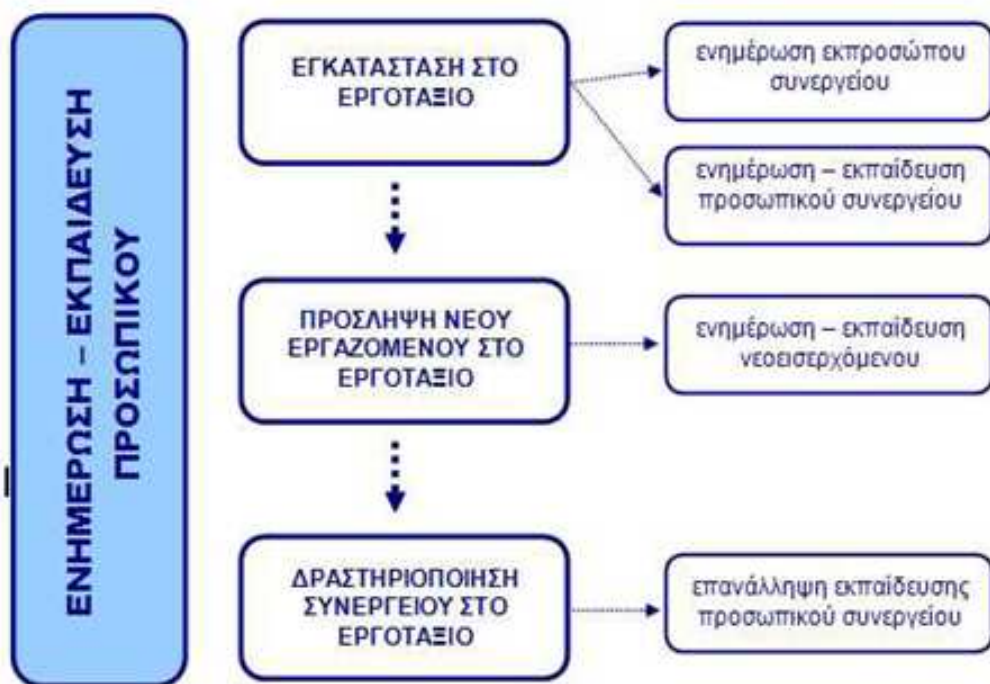 ΕΝΗΜΕΡΩΣΗ – ΕΚΠΑΙΔΕΥΣΗ
ΠΡΟΣΩΠΙΚΟΥ
ΕΓΚΑΤΑΣΤΑΣΗ ΣΤΟ
ΕΡΓΟΤΑΞΙΟ
ενημέρωση εκπροσώπου
συνεργείου
ενημέρωση – εκπαίδευση
προσωπικού συνεργείου
ΠΡΟΣΛΗΨΗ ΝΕΟΥ
ΕΡΓΑΖΟΜΕΝΟΥ ΣΤΟ
ΕΡΓΟΤΑΞΙΟ
ενημέρωση – εκπαίδευση
νεοεισερχόμενου
ΔΡΑΣΤΗΡΙΟΠΟΙΗΣΗ
ΣΥΝΕΡΓΕΙΟΥ ΣΤΟ
ΕΡΓΟΤΑΞΙΟ
επανάλληψη εκπαίδευσης
προσωπικού συνεργείου